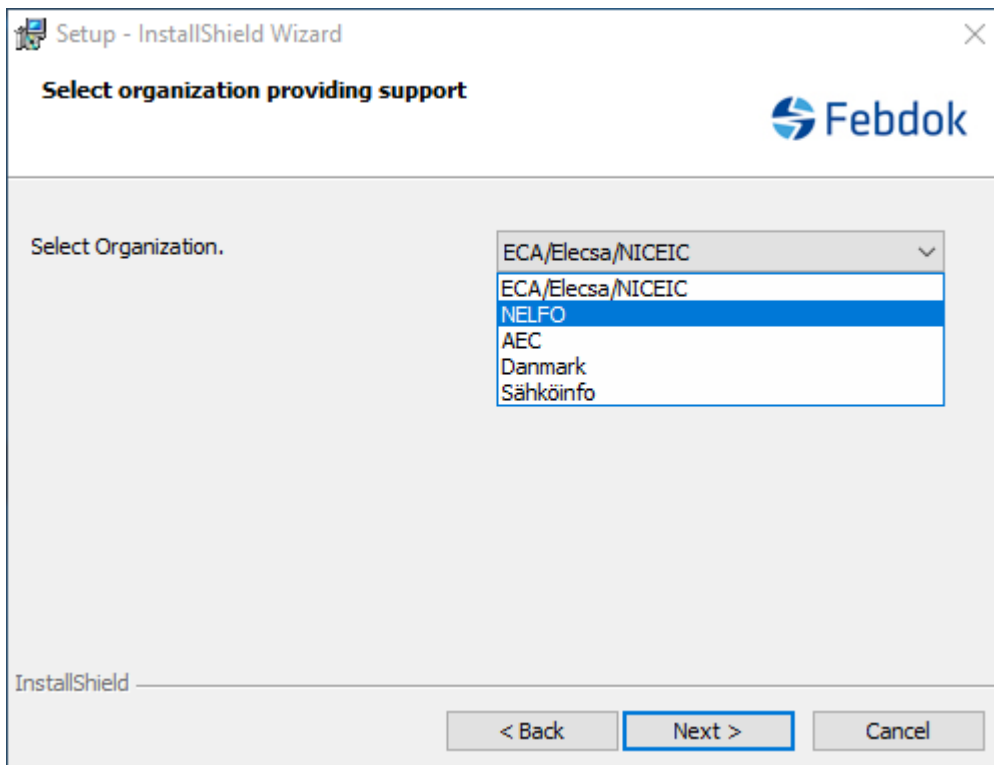 Setup - InstallShield Wizard
Select organization providing support
Febdok
Select Organization.
ECA/Elecsa/NICEIC
ECA/Elecsa/NICEIC
NELFO
AEC
Danmark
Sähköinfo
InstallShield
< Back
Next >
Cancel